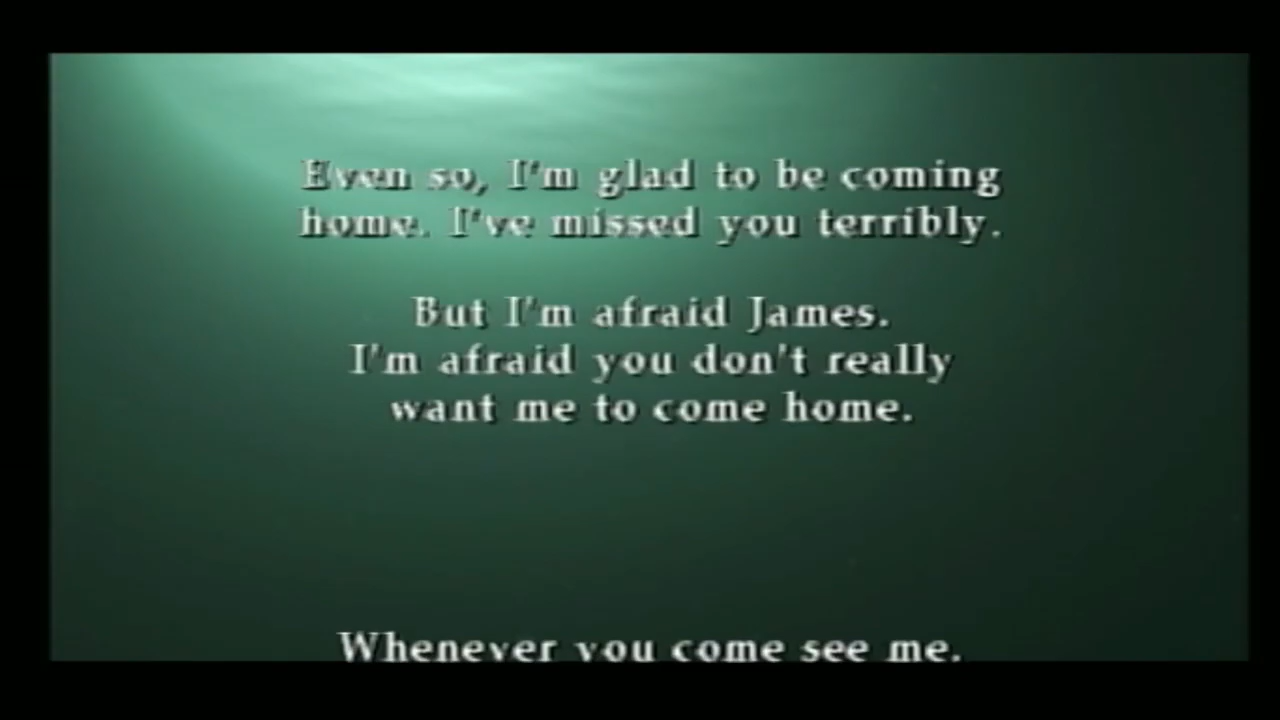 Even so, I'm glad to be coming
home. I've missed you terribly.
But I'm afraid James.
I'm afraid you don't really
want me to come home.
Whenever you come see me.